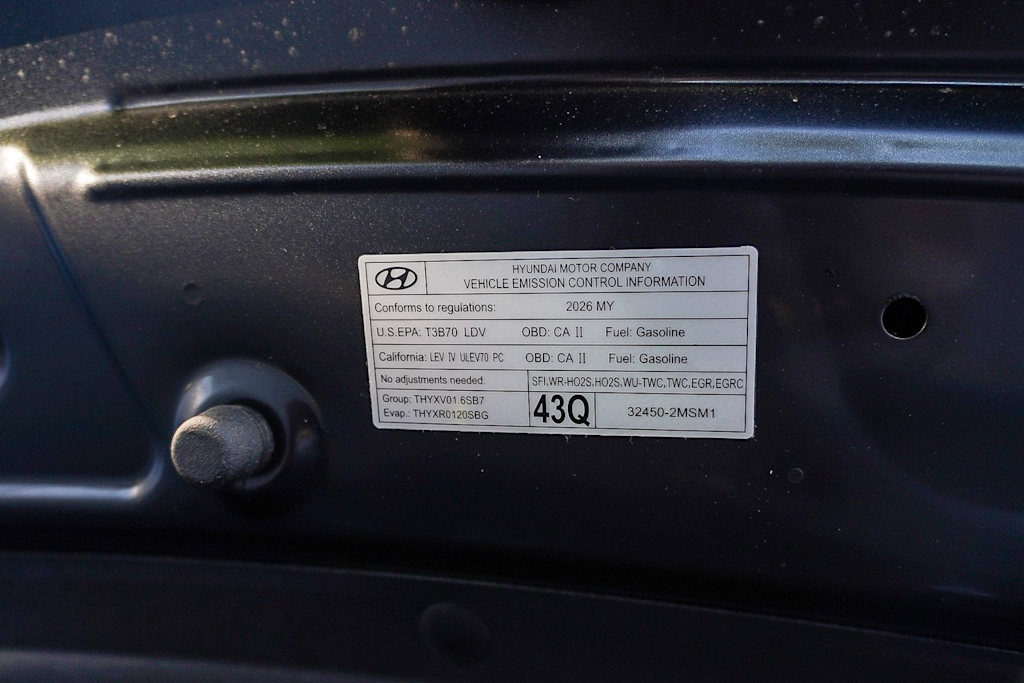 HYUNDAI MOTOR COMPANY
VEHICLE EMISSION CONTROL INFORMATION
Conforms to regulations: 2026 MY
U.S.EPA: T3B70 LDV OBD: CA II Fuel: Gasoline
California: LEV IV ULEV70 PC OBD: CA II Fuel: Gasoline
No adjustments needed. SFI,WR-HO2S,HO2S,WU-TWC,TWC,EGR,EGRC
Group: THYXV01.6SB7
Evap.: THYXR0120SBG
43Q 32450-2MSM1